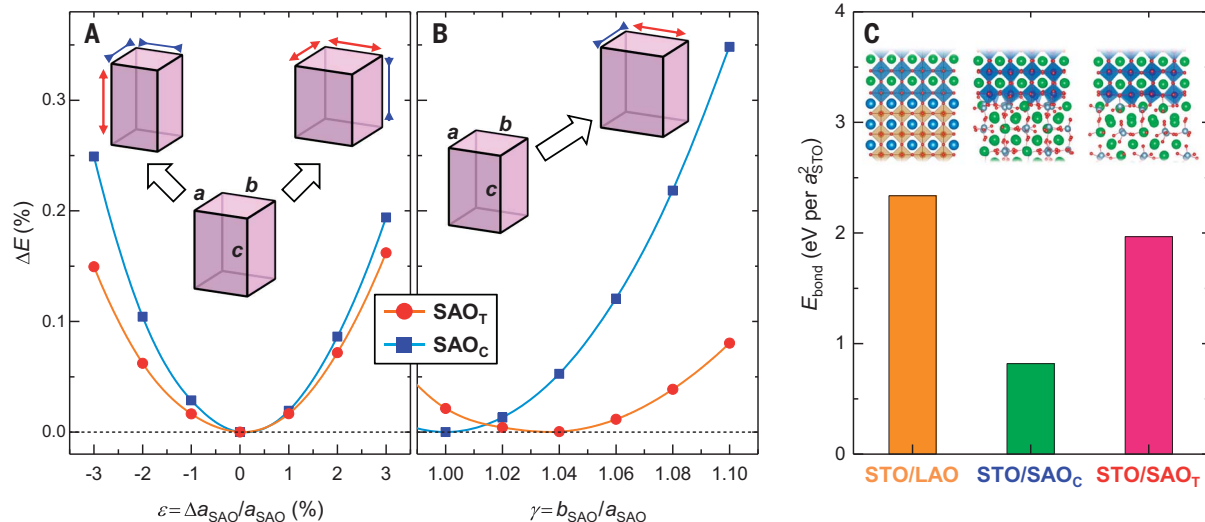 A
B
C
a
b
c
a
b
c
ΔE (%)
0.3
0.2
0.1
0.0
-3
-2
-1
0
1
2
3
ε = Δa_SAO/a_SAO (%)
SAO_T
SAO_C
1.00
1.02
1.04
1.06
1.08
1.10
γ = b_SAO/a_SAO
E_bond (eV per a²_STO)
4
3
2
1
0
STO/LAO
STO/SAO_C
STO/SAO_T